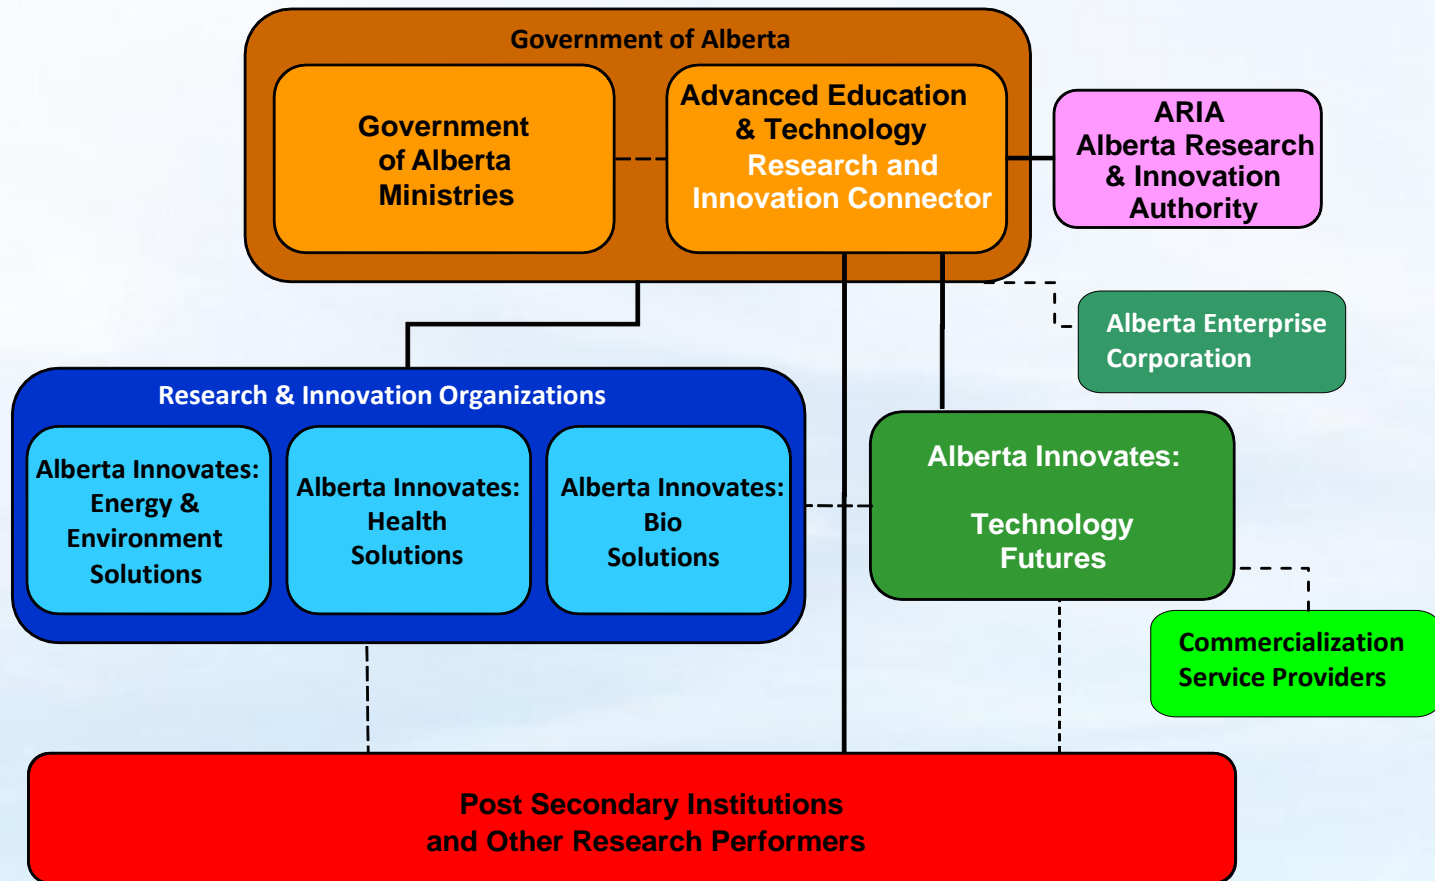 Government of Alberta
Government
of Alberta
Ministries
Advanced Education
& Technology
Research and
Innovation Connector
ARIA
Alberta Research
& Innovation
Authority
Alberta Enterprise
Corporation
Research & Innovation Organizations
Alberta Innovates:
Energy &
Environment
Solutions
Alberta Innovates:
Health
Solutions
Alberta Innovates:
Bio
Solutions
Alberta Innovates:
Technology
Futures
Commercialization
Service Providers
Post Secondary Institutions
and Other Research Performers